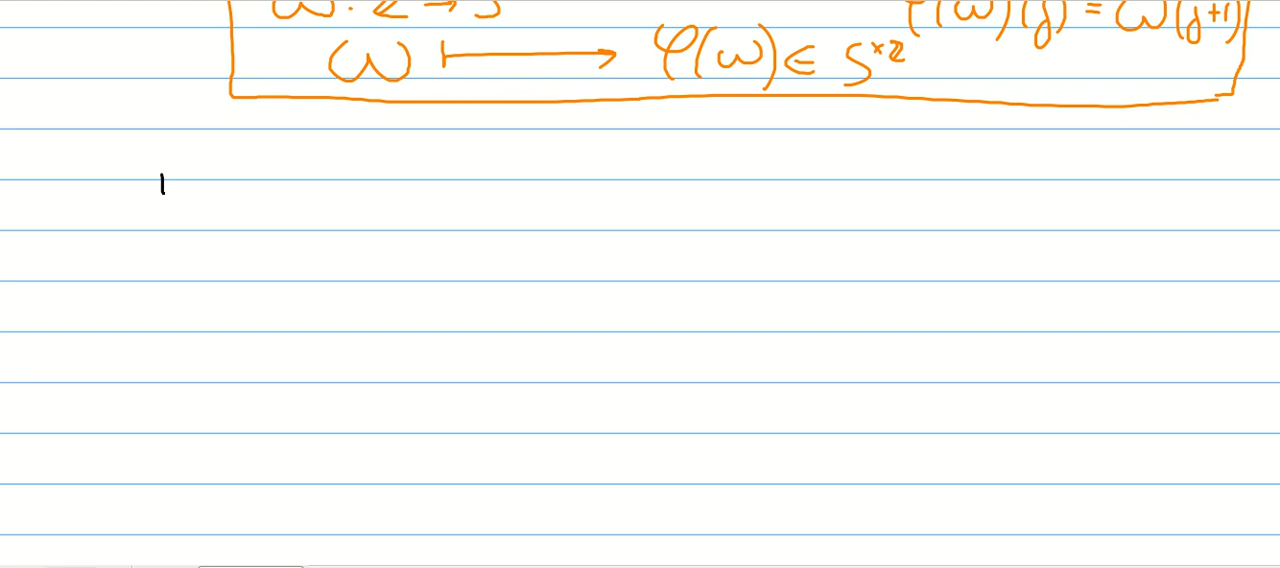 ω: ℤ → S φ(ω)(j) = ω(j+1)
ω ⟼ φ(ω) ∈ S^{×ℤ}